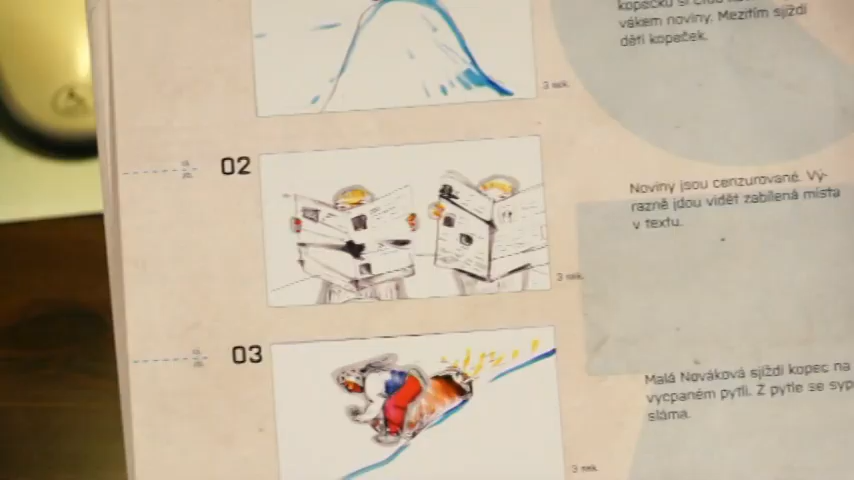 vákem noviny. Mezitím sjíždí
děti kopeček.
3 sek.
02
Noviny jsou cenzurované. Vý-
razně jdou vidět zabílená místa
v textu.
3 sek.
03
Malá Nováková sjíždí kopec na
vycpaném pytli. Z pytle se syp
sláma.
3 sek.